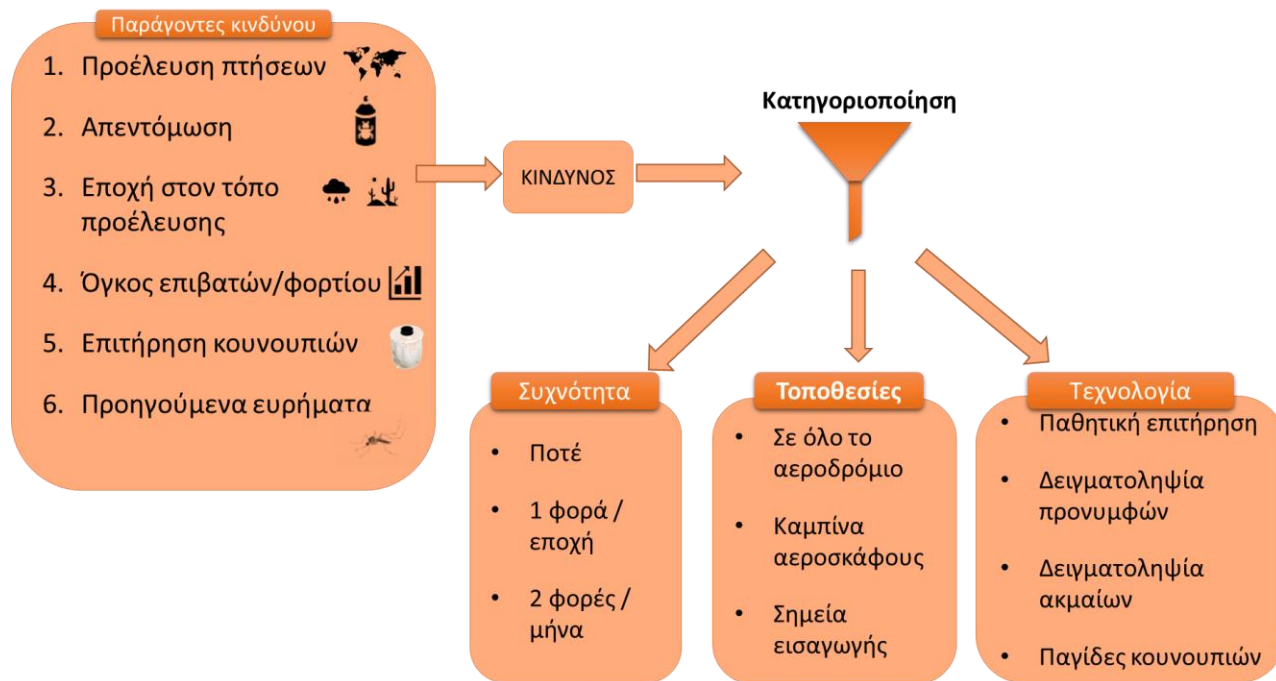 Παράγοντες κινδύνου
1. Προέλευση πτήσεων
2. Απεντόμωση
3. Εποχή στον τόπο
προέλευσης
4. Όγκος επιβατών/φορτίου
5. Επιτήρηση κουνουπιών
6. Προηγούμενα ευρήματα
ΚΙΝΔΥΝΟΣ
Κατηγοριοποίηση
Συχνότητα
• Ποτέ
• 1 φορά /
εποχή
• 2 φορές /
μήνα
Τοποθεσίες
• Σε όλο το
αεροδρόμιο
• Καμπίνα
αεροσκάφους
• Σημεία
εισαγωγής
Τεχνολογία
• Παθητική επιτήρηση
• Δειγματοληψία
προνυμφών
• Δειγματοληψία
ακμαίων
• Παγίδες κουνουπιών